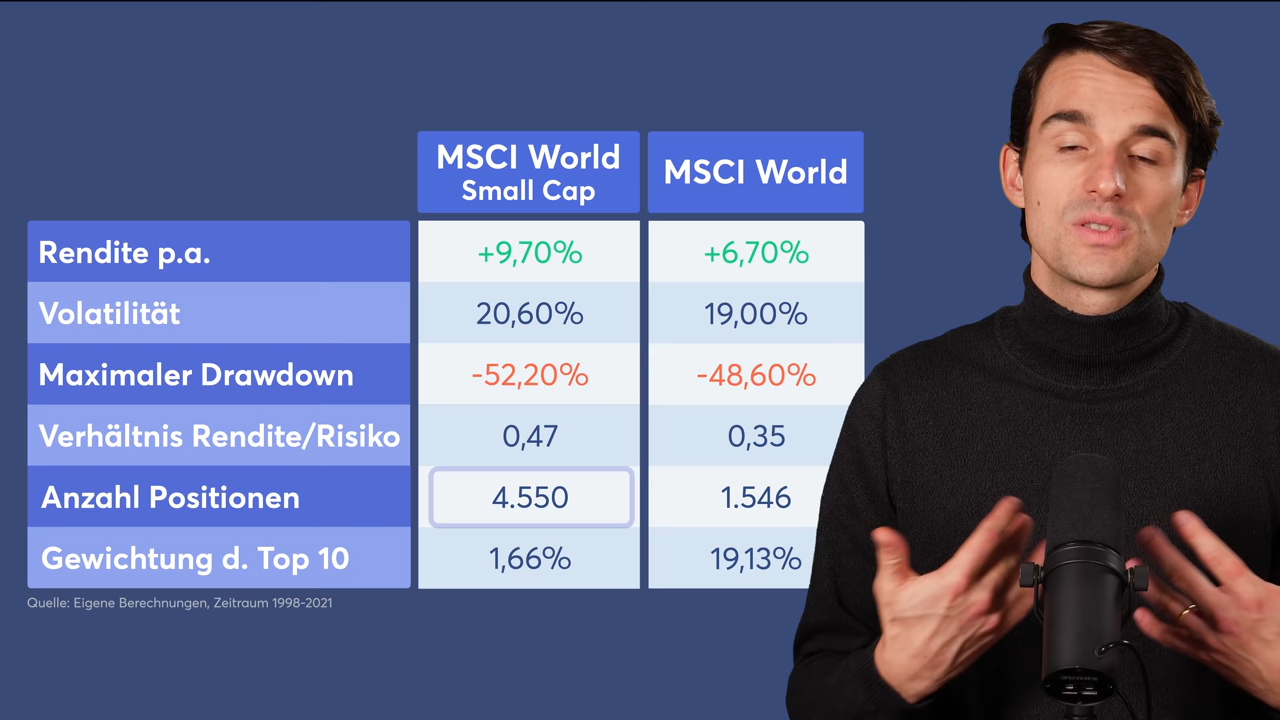 MSCI World
Small Cap
MSCI World
Rendite p.a.
+9,70%
+6,70%
Volatilität
20,60%
19,00%
Maximaler Drawdown
-52,20%
-48,60%
Verhältnis Rendite/Risiko
0,47
0,35
Anzahl Positionen
4.550
1.546
Gewichtung d. Top 10
1,66%
19,13%
Quelle: Eigene Berechnungen, Zeitraum 1998-2021